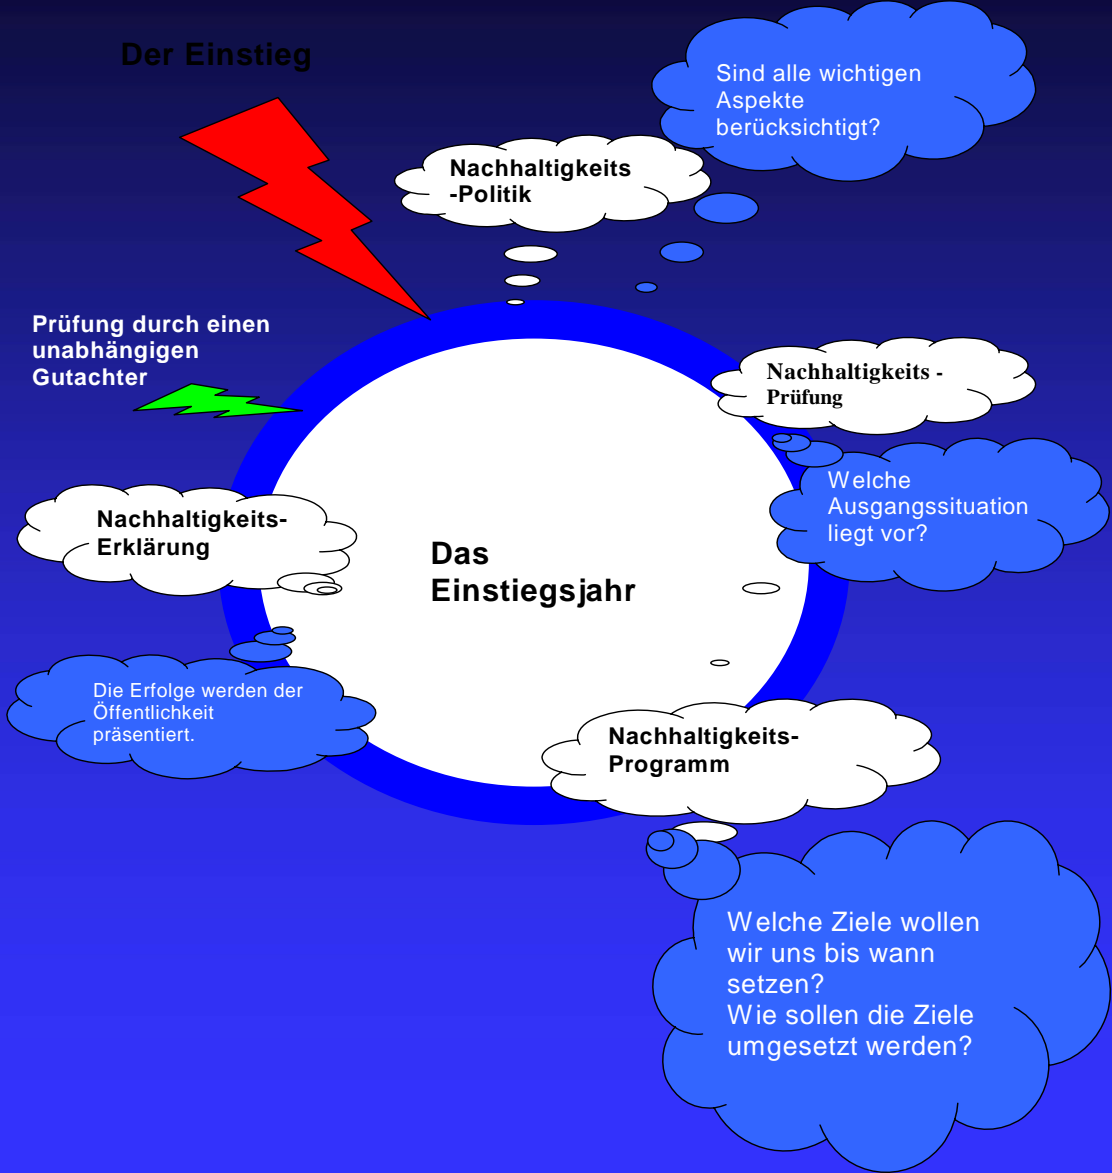 Der Einstieg
Sind alle wichtigen
Aspekte
berücksichtigt?
Nachhaltigkeits
-Politik
Prüfung durch einen
unabhängigen
Gutachter
Nachhaltigkeits -
Prüfung
Welche
Ausgangssituation
liegt vor?
Nachhaltigkeits-
Erklärung
Das
Einstiegsjahr
Die Erfolge werden der
Öffentlichkeit
präsentiert.
Nachhaltigkeits-
Programm
Welche Ziele wollen
wir uns bis wann
setzen?
Wie sollen die Ziele
umgesetzt werden?